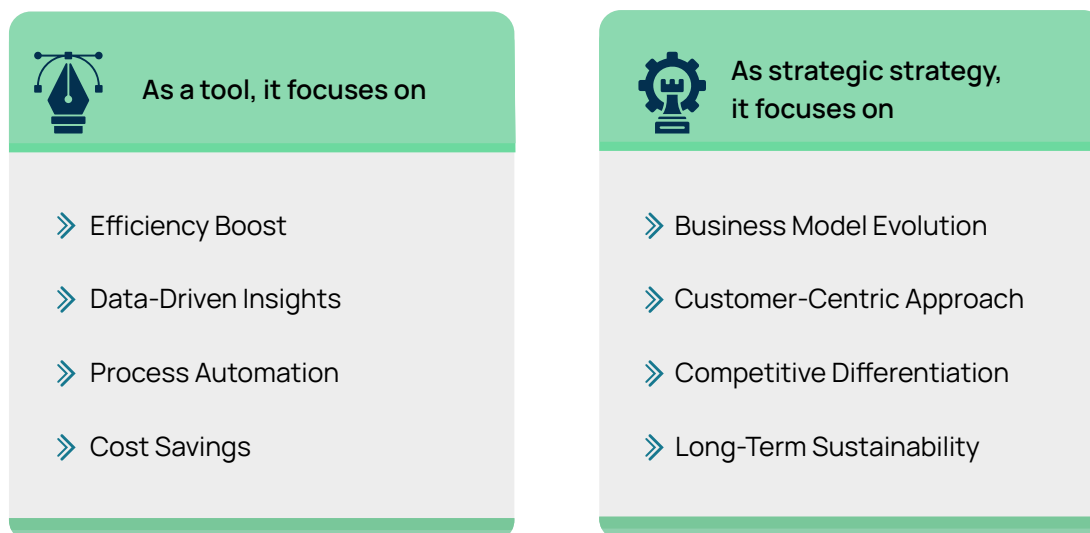 As a tool, it focuses on
Efficiency Boost
Data-Driven Insights
Process Automation
Cost Savings
As strategic strategy,
it focuses on
Business Model Evolution
Customer-Centric Approach
Competitive Differentiation
Long-Term Sustainability